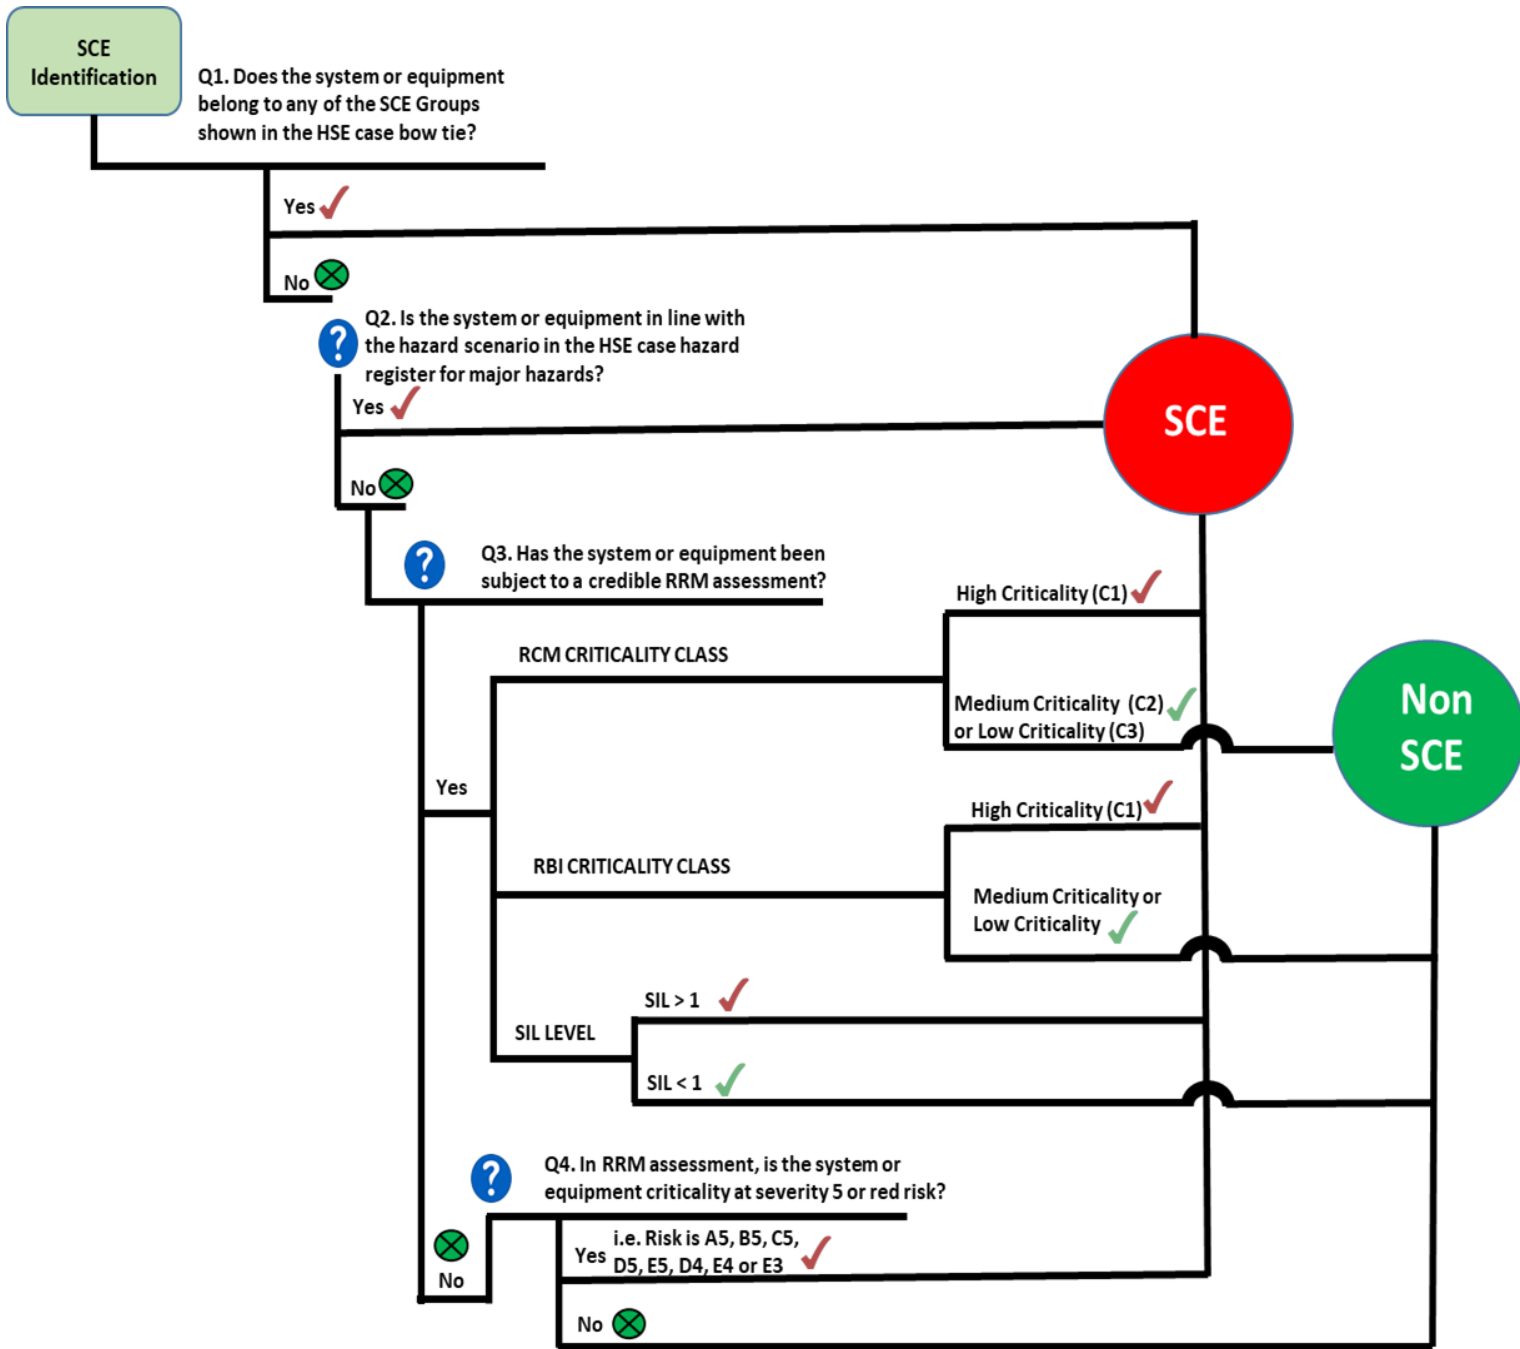 SCE
Identification
Q1. Does the system or equipment
belong to any of the SCE Groups
shown in the HSE case bow tie?
Yes
No
?
Q2. Is the system or equipment in line with
the hazard scenario in the HSE case hazard
register for major hazards?
Yes
SCE
No
?
Q3. Has the system or equipment been
subject to a credible RRM assessment?
High Criticality (C1)
RCM CRITICALITY CLASS
Medium Criticality (C2)
or Low Criticality (C3)
Non
SCE
Yes
High Criticality (C1)
RBI CRITICALITY CLASS
Medium Criticality or
Low Criticality
SIL > 1
SIL LEVEL
SIL < 1
?
Q4. In RRM assessment, is the system or
equipment criticality at severity 5 or red risk?
No
Yes
i.e. Risk is A5, B5, C5,
D5, E5, D4, E4 or E3
No